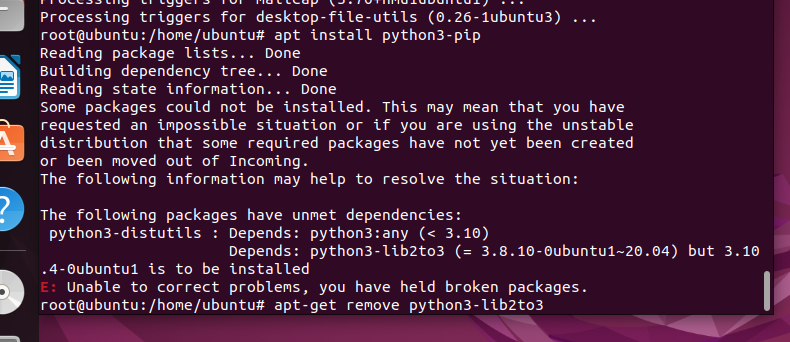 Processing triggers for mailcap (3.70+nmu1ubuntu1) ...
Processing triggers for desktop-file-utils (0.26-1ubuntu3) ...
root@ubuntu:/home/ubuntu# apt install python3-pip
Reading package lists... Done
Building dependency tree... Done
Reading state information... Done
Some packages could not be installed. This may mean that you have
requested an impossible situation or if you are using the unstable
distribution that some required packages have not yet been created
or been moved out of Incoming.
The following information may help to resolve the situation:
The following packages have unmet dependencies:
python3-distutils : Depends: python3:any (< 3.10)
Depends: python3-lib2to3 (= 3.8.10-0ubuntu1~20.04) but 3.10
.4-0ubuntu1 is to be installed
E: Unable to correct problems, you have held broken packages.
root@ubuntu:/home/ubuntu# apt-get remove python3-lib2to3